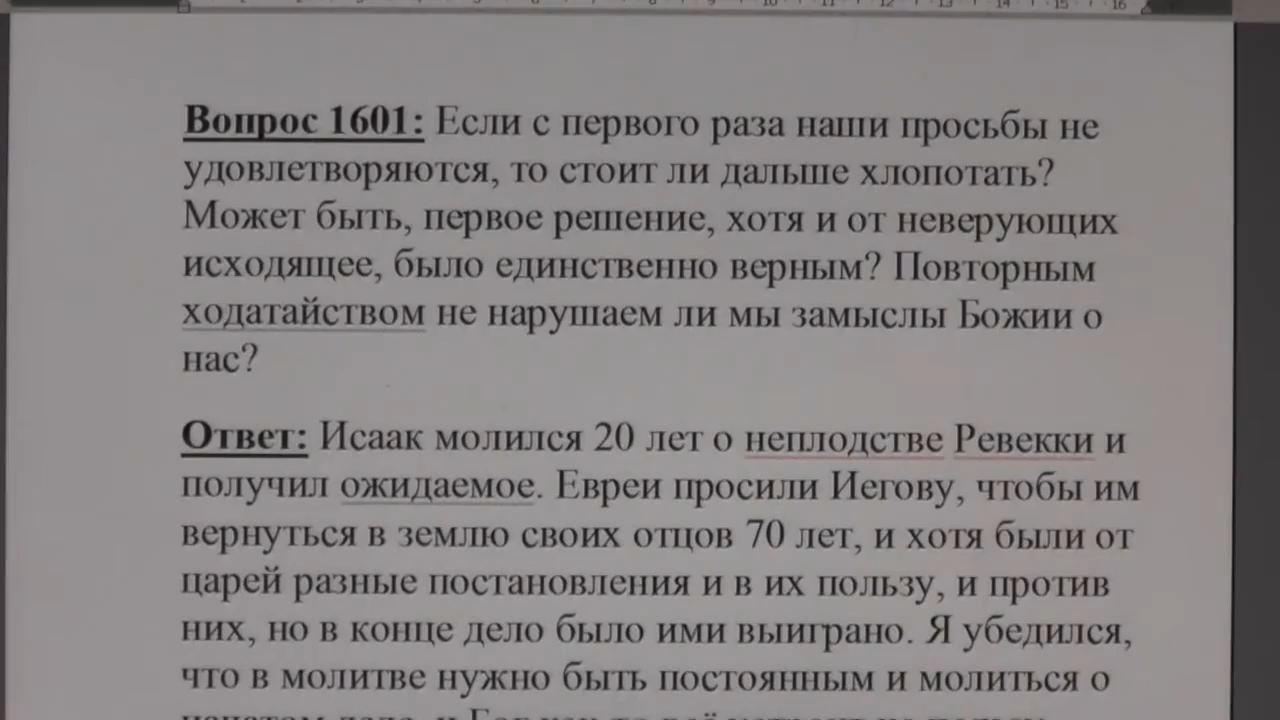 Вопрос 1601: Если с первого раза наши просьбы не
удовлетворяются, то стоит ли дальше хлопотать?
Может быть, первое решение, хотя и от неверующих
исходящее, было единственно верным? Повторным
ходатайством не нарушаем ли мы замыслы Божии о
нас?
Ответ: Исаак молился 20 лет о неплодстве Ревекки и
получил ожидаемое. Евреи просили Иегову, чтобы им
вернуться в землю своих отцов 70 лет, и хотя были от
царей разные постановления и в их пользу, и против
них, но в конце дело было ими выиграно. Я убедился,
что в молитве нужно быть постоянным и молиться о